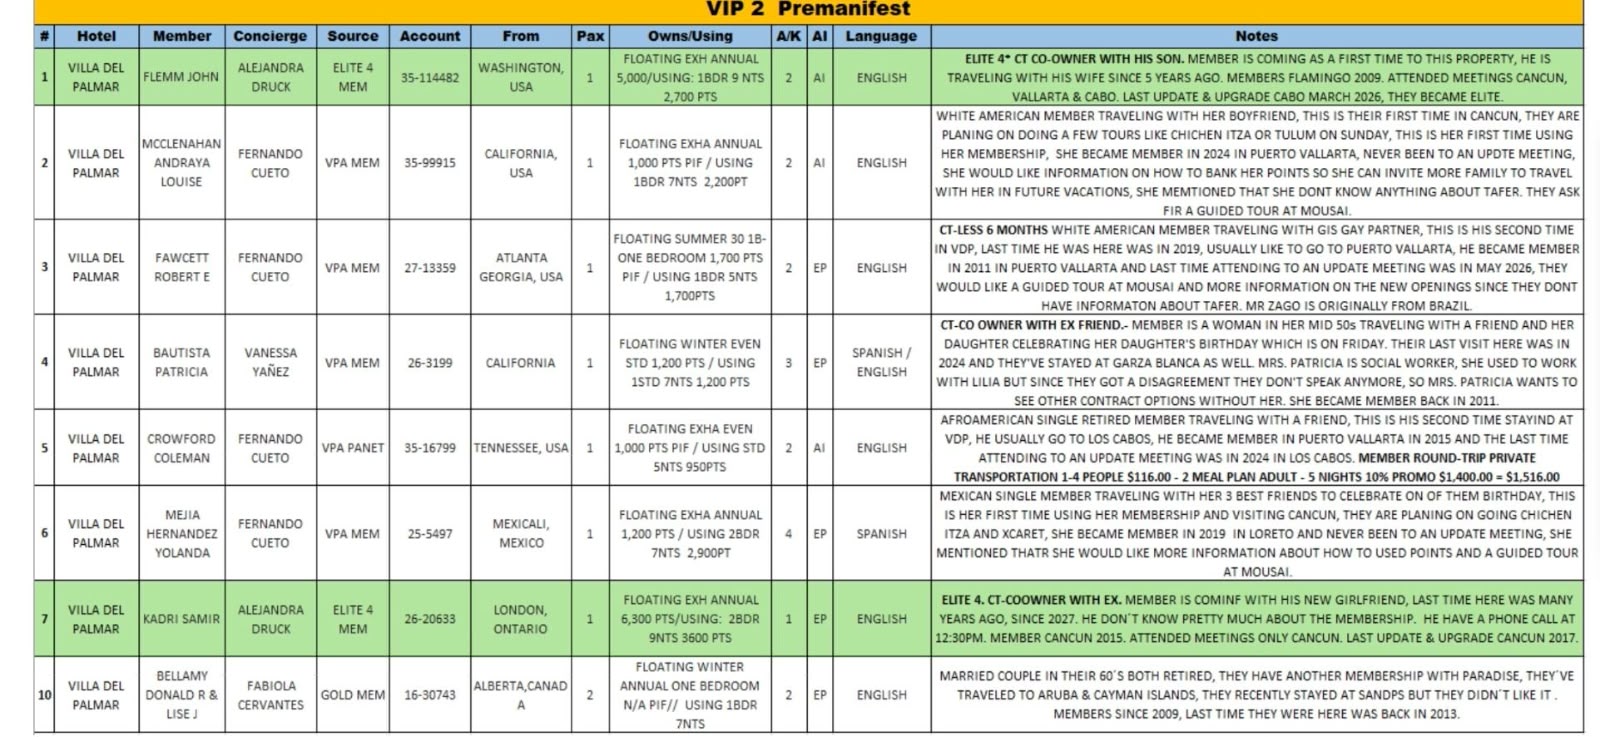 VIP 2 Premanifest
# Hotel Member Concierge Source Account From Pax Owns/Using A/K AI Language Notes
1
VILLA DEL
PALMAR
FLEMM JOHN
ALEJANDRA
DRUCK
ELITE 4
MEM
35-114482
WASHINGTON,
USA
1
FLOATING EXH ANNUAL
5,000/USING: 1BDR 9 NTS
2,700 PTS
2
AI
ENGLISH
ELITE 4* CT CO-OWNER WITH HIS SON. MEMBER IS COMING AS A FIRST TIME TO THIS PROPERTY, HE IS
TRAVELING WITH HIS WIFE SINCE 5 YEARS AGO. MEMBERS FLAMINGO 2009. ATTENDED MEETINGS CANCUN,
VALLARTA & CABO. LAST UPDATE & UPGRADE CABO MARCH 2026, THEY BECAME ELITE.
2
VILLA DEL
PALMAR
MCCLENAHAN
ANDRAYA
LOUISE
FERNANDO
CUETO
VPA MEM
35-99915
CALIFORNIA,
USA
1
FLOATING EXHA ANNUAL
1,000 PTS PIF / USING
1BDR 7NTS 2,200PT
2
AI
ENGLISH
WHITE AMERICAN MEMBER TRAVELING WITH HER BOYFRIEND, THIS IS THEIR FIRST TIME IN CANCUN, THEY ARE
PLANING ON DOING A FEW TOURS LIKE CHICHEN ITZA OR TULUM ON SUNDAY, THIS IS HER FIRST TIME USING
HER MEMBERSHIP, SHE BECAME MEMBER IN 2024 IN PUERTO VALLARTA, NEVER BEEN TO AN UPDTE MEETING,
SHE WOULD LIKE INFORMATION ON HOW TO BANK HER POINTS SO SHE CAN INVITE MORE FAMILY TO TRAVEL
WITH HER IN FUTURE VACATIONS, SHE MEMTIONED THAT SHE DONT KNOW ANYTHING ABOUT TAFER. THEY ASK
FIR A GUIDED TOUR AT MOUSAI.
3
VILLA DEL
PALMAR
FAWCETT
ROBERT E
FERNANDO
CUETO
VPA MEM
27-13359
ATLANTA
GEORGIA, USA
1
FLOATING SUMMER 30 1B-
ONE BEDROOM 1,700 PTS
PIF / USING 1BDR 5NTS
1,700PTS
2
EP
ENGLISH
CT-LESS 6 MONTHS WHITE AMERICAN MEMBER TRAVELING WITH GIS GAY PARTNER, THIS IS HIS SECOND TIME
IN VDP, LAST TIME HE WAS HERE WAS IN 2019, USUALLY LIKE TO GO TO PUERTO VALLARTA, HE BECAME MEMBER
IN 2011 IN PUERTO VALLARTA AND LAST TIME ATTENDING TO AN UPDATE MEETING WAS IN MAY 2026, THEY
WOULD LIKE A GUIDED TOUR AT MOUSAI AND MORE INFORMATION ON THE NEW OPENINGS SINCE THEY DONT
HAVE INFORMATON ABOUT TAFER. MR ZAGO IS ORIGINALLY FROM BRAZIL.
4
VILLA DEL
PALMAR
BAUTISTA
PATRICIA
VANESSA
YAÑEZ
VPA MEM
26-3199
CALIFORNIA
1
FLOATING WINTER EVEN
STD 1,200 PTS / USING
1STD 7NTS 1,200 PTS
3
EP
SPANISH /
ENGLISH
CT-CO OWNER WITH EX FRIEND.- MEMBER IS A WOMAN IN HER MID 50s TRAVELING WITH A FRIEND AND HER
DAUGHTER CELEBRATING HER DAUGHTER'S BIRTHDAY WHICH IS ON FRIDAY. THEIR LAST VISIT HERE WAS IN
2024 AND THEY'VE STAYED AT GARZA BLANCA AS WELL. MRS. PATRICIA IS SOCIAL WORKER, SHE USED TO WORK
WITH LILIA BUT SINCE THEY GOT A DISAGREEMENT THEY DON'T SPEAK ANYMORE, SO MRS. PATRICIA WANTS TO
SEE OTHER CONTRACT OPTIONS WITHOUT HER. SHE BECAME MEMBER BACK IN 2011.
5
VILLA DEL
PALMAR
CROWFORD
COLEMAN
FERNANDO
CUETO
VPA PANET
35-16799
TENNESSEE, USA
1
FLOATING EXHA EVEN
1,000 PTS PIF / USING STD
5NTS 950PTS
2
AI
ENGLISH
AFROAMERICAN SINGLE RETIRED MEMBER TRAVELING WITH A FRIEND, THIS IS HIS SECOND TIME STAYIND AT
VDP, HE USUALLY GO TO LOS CABOS, HE BECAME MEMBER IN PUERTO VALLARTA IN 2015 AND THE LAST TIME
ATTENDING TO AN UPDATE MEETING WAS IN 2024 IN LOS CABOS. MEMBER ROUND-TRIP PRIVATE
TRANSPORTATION 1-4 PEOPLE $116.00 - 2 MEAL PLAN ADULT - 5 NIGHTS 10% PROMO $1,400.00 = $1,516.00
6
VILLA DEL
PALMAR
MEJIA
HERNANDEZ
YOLANDA
FERNANDO
CUETO
VPA MEM
25-5497
MEXICALI,
MEXICO
1
FLOATING EXHA ANNUAL
1,200 PTS / USING 2BDR
7NTS 2,900PT
4
EP
SPANISH
MEXICAN SINGLE MEMBER TRAVELING WITH HER 3 BEST FRIENDS TO CELEBRATE ON OF THEM BIRTHDAY, THIS
IS HER FIRST TIME USING HER MEMBERSHIP AND VISITING CANCUN, THEY ARE PLANING ON GOING CHICHEN
ITZA AND XCARET, SHE BECAME MEMBER IN 2019 IN LORETO AND NEVER BEEN TO AN UPDATE MEETING, SHE
MENTIONED THATR SHE WOULD LIKE MORE INFORMATION ABOUT HOW TO USED POINTS AND A GUIDED TOUR
AT MOUSAI.
7
VILLA DEL
PALMAR
KADRI SAMIR
ALEJANDRA
DRUCK
ELITE 4
MEM
26-20633
LONDON,
ONTARIO
1
FLOATING EXH ANNUAL
6,300 PTS/USING: 2BDR
9NTS 3600 PTS
1
EP
ENGLISH
ELITE 4. CT-COOWNER WITH EX. MEMBER IS COMINF WITH HIS NEW GIRLFRIEND, LAST TIME HERE WAS MANY
YEARS AGO, SINCE 2027. HE DON´T KNOW PRETTY MUCH ABOUT THE MEMBERSHIP. HE HAVE A PHONE CALL AT
12:30PM. MEMBER CANCUN 2015. ATTENDED MEETINGS ONLY CANCUN. LAST UPDATE & UPGRADE CANCUN 2017.
10
VILLA DEL
PALMAR
BELLAMY
DONALD R &
LISE J
FABIOLA
CERVANTES
GOLD MEM
16-30743
ALBERTA,CANAD
A
2
FLOATING WINTER
ANNUAL ONE BEDROOM
N/A PIF// USING 1BDR
7NTS
2
EP
ENGLISH
MARRIED COUPLE IN THEIR 60´S BOTH RETIRED, THEY HAVE ANOTHER MEMBERSHIP WITH PARADISE, THEY´VE
TRAVELED TO ARUBA & CAYMAN ISLANDS, THEY RECENTLY STAYED AT SANDPS BUT THEY DIDN´T LIKE IT .
MEMBERS SINCE 2009, LAST TIME THEY WERE HERE WAS BACK IN 2013.